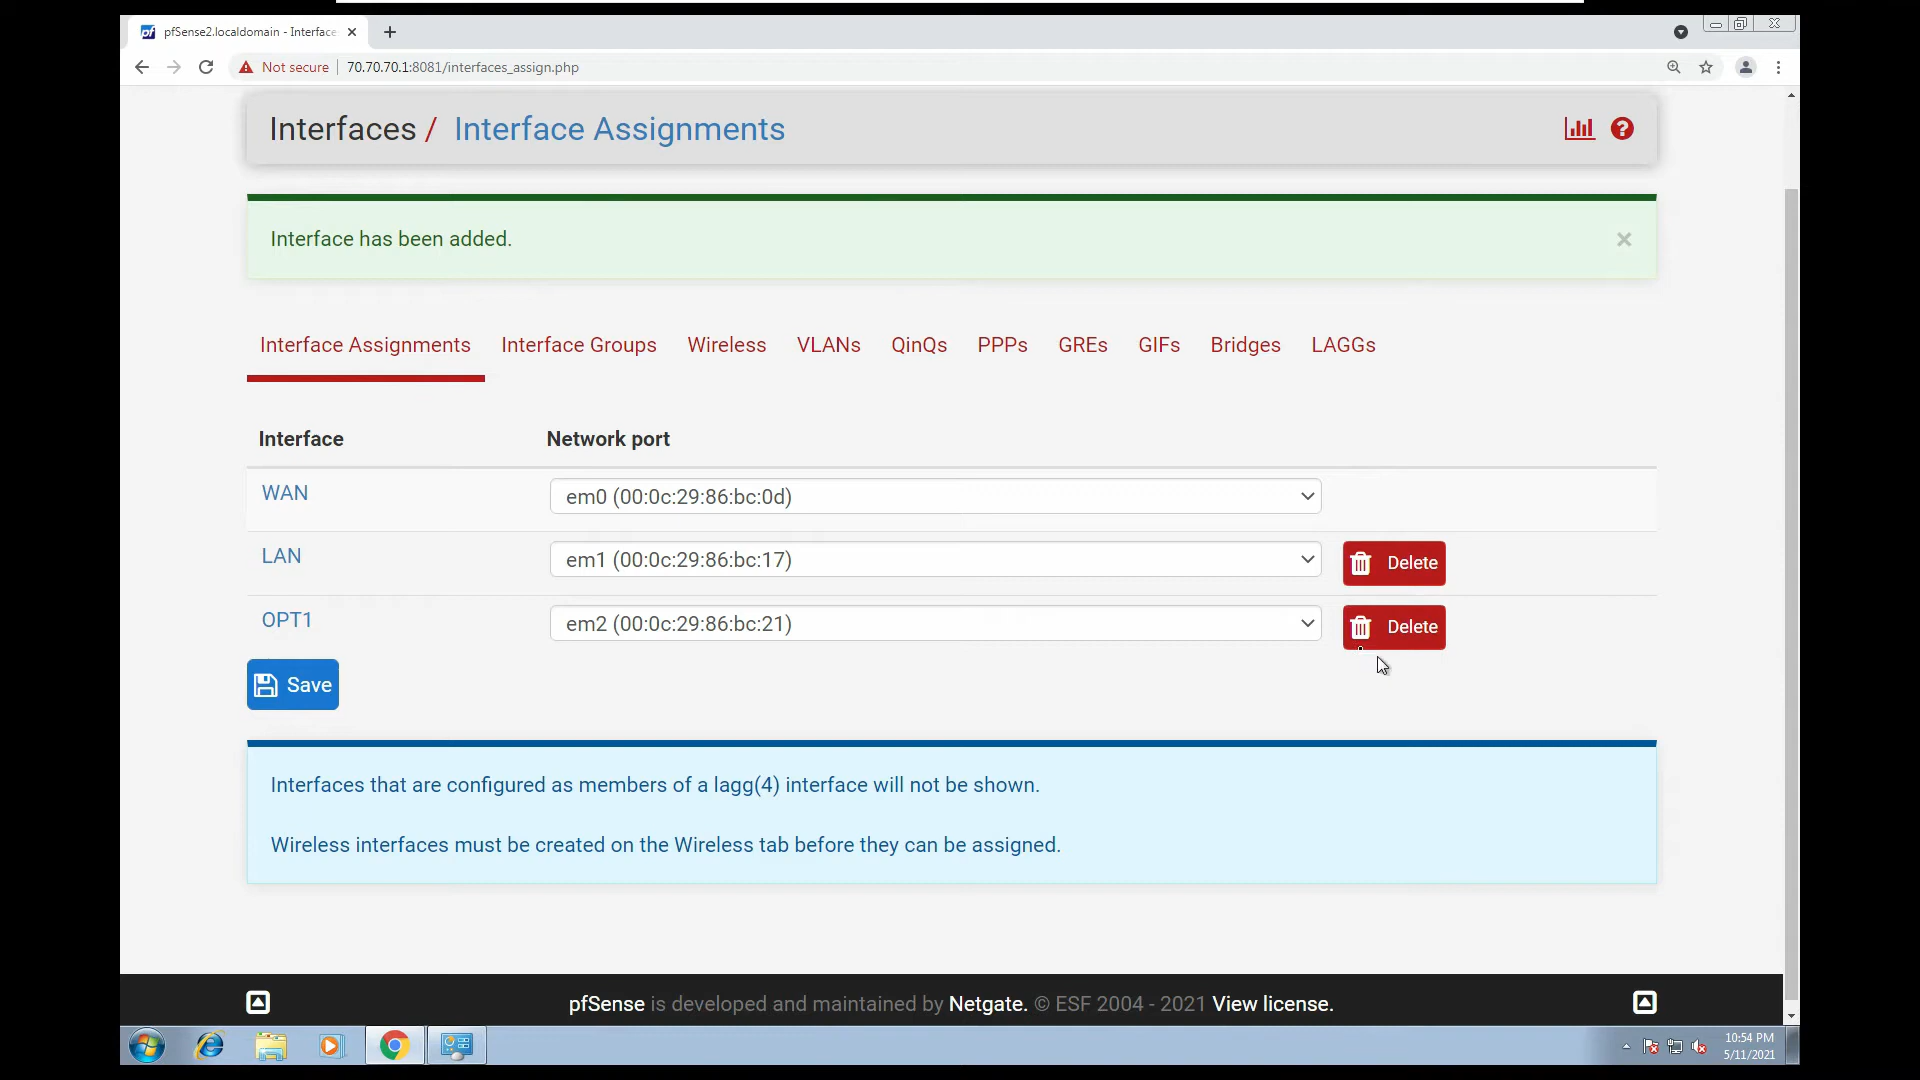 pfSense2.localdomain - Interface
Not secure 70.70.70.1:8081/interfaces_assign.php
Interfaces / Interface Assignments
Interface has been added.
Interface Assignments Interface Groups Wireless VLANs QinQs PPPs GREs GIFs Bridges LAGGs
Interface Network port
WAN em0 (00:0c:29:86:bc:0d)
LAN em1 (00:0c:29:86:bc:17) Delete
OPT1 em2 (00:0c:29:86:bc:21) Delete
Save
Interfaces that are configured as members of a lagg(4) interface will not be shown.
Wireless interfaces must be created on the Wireless tab before they can be assigned.
pfSense is developed and maintained by Netgate. © ESF 2004 - 2021 View license.
10:54 PM
5/11/2021